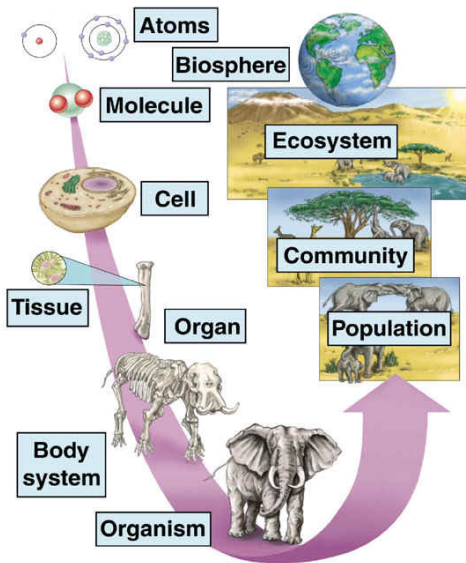 Atoms
Biosphere
Molecule
Ecosystem
Cell
Community
Tissue
Organ
Population
Body
system
Organism